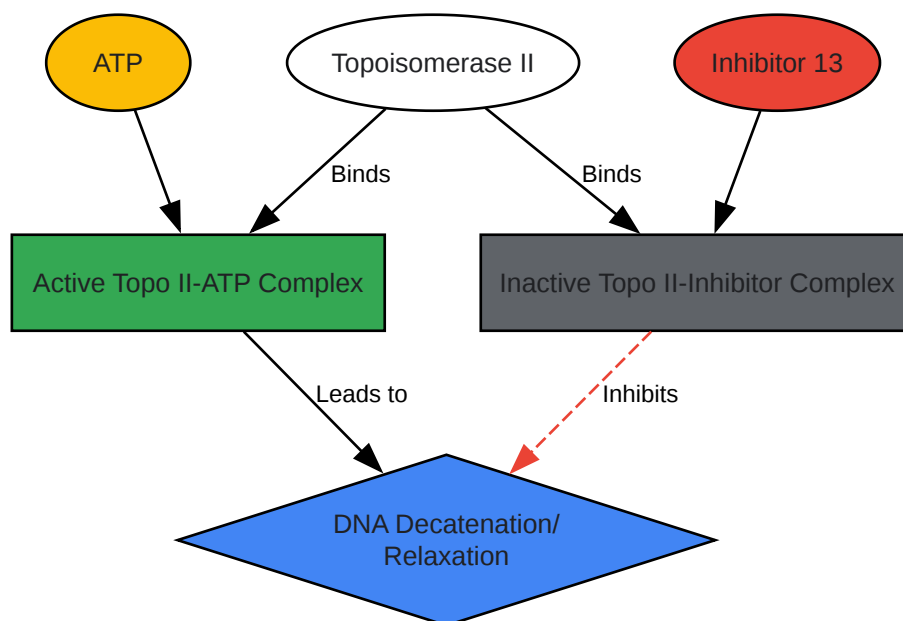 ATP
Topoisomerase II
Inhibitor 13
Binds
Binds
Active Topo II-ATP Complex
Inactive Topo II-Inhibitor Complex
Leads to
Inhibits
DNA Decatenation/
Relaxation